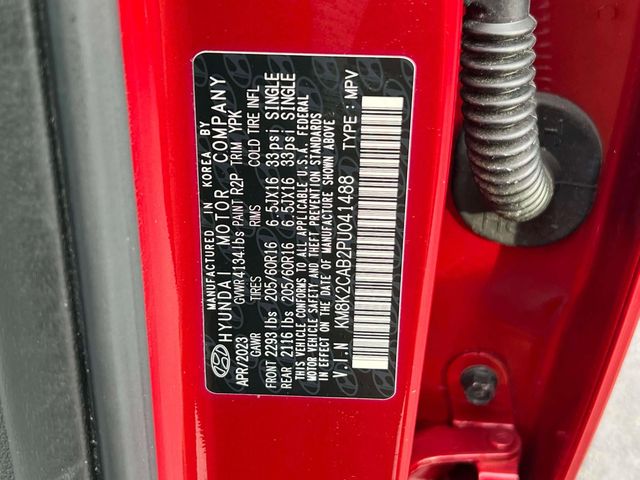 MANUFACTURED IN KOREA BY
HYUNDAI MOTOR COMPANY
APR/2023 GVWR 4134 lbs PAINT R2P TRIM YPK
GAWR TIRES RIMS COLD TIRE INFL
FRONT 2293 lbs 205/60R16 6.5JX16 33psi SINGLE
REAR 2116 lbs 205/60R16 6.5JX16 33psi SINGLE
THIS VEHICLE CONFORMS TO ALL APPLICABLE U.S.A. FEDERAL
MOTOR VEHICLE SAFETY AND THEFT PREVENTION STANDARDS
IN EFFECT ON THE DATE OF MANUFACTURE SHOWN ABOVE.
V.I.N KM8K2CAB2PU041488 TYPE : MPV